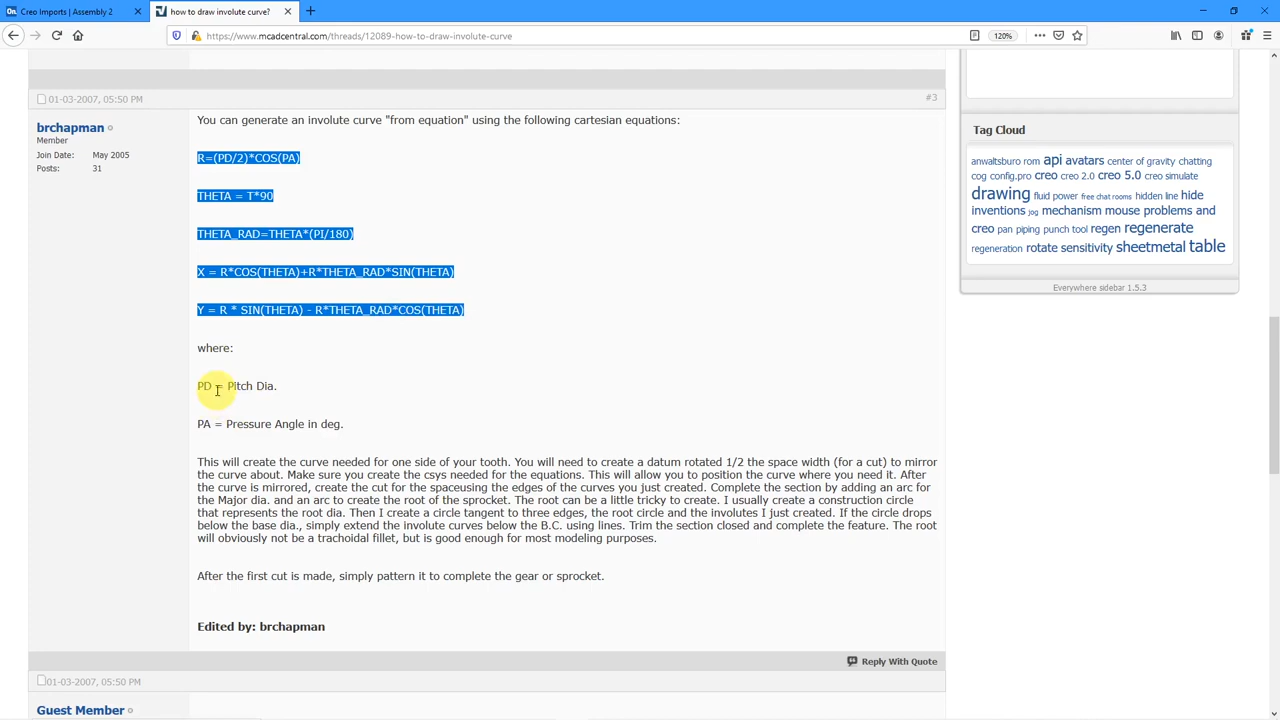 Creo Imports | Assembly 2
how to draw involute curve?
https://www.mcadcentral.com/threads/12089-how-to-draw-involute-curve
120%
01-03-2007, 05:50 PM
#3
brchapman
Member
Join Date: May 2005
Posts: 31
You can generate an involute curve "from equation" using the following cartesian equations:
R=(PD/2)*COS(PA)
THETA = T*90
THETA_RAD=THETA*(PI/180)
X = R*COS(THETA)+R*THETA_RAD*SIN(THETA)
Y = R * SIN(THETA) - R*THETA_RAD*COS(THETA)
where:
PD = Pitch Dia.
PA = Pressure Angle in deg.
This will create the curve needed for one side of your tooth. You will need to create a datum rotated 1/2 the space width (for a cut) to mirror
the curve about. Make sure you create the csys needed for the equations. This will allow you to position the curve where you need it. After
the curve is mirrored, create the cut for the spaceusing the edges of the curves you just created. Complete the section by adding an arc for
the Major dia. and an arc to create the root of the sprocket. The root can be a little tricky to create. I usually create a construction circle
that represents the root dia. Then I create a circle tangent to three edges, the root circle and the involutes I just created. If the circle drops
below the base dia., simply extend the involute curves below the B.C. using lines. Trim the section closed and complete the feature. The root
will obviously not be a trachoidal fillet, but is good enough for most modeling purposes.
After the first cut is made, simply pattern it to complete the gear or sprocket.
Edited by: brchapman
Reply With Quote
01-03-2007, 05:50 PM
Guest Member
Tag Cloud
anwaltsburo rom api avatars center of gravity chatting
cog config.pro creo creo 2.0 creo 5.0 creo simulate
drawing fluid power free chat rooms hidden line hide
inventions jog mechanism mouse problems and
creo pan piping punch tool regen regenerate
regeneration rotate sensitivity sheetmetal table
Everywhere sidebar 1.5.3